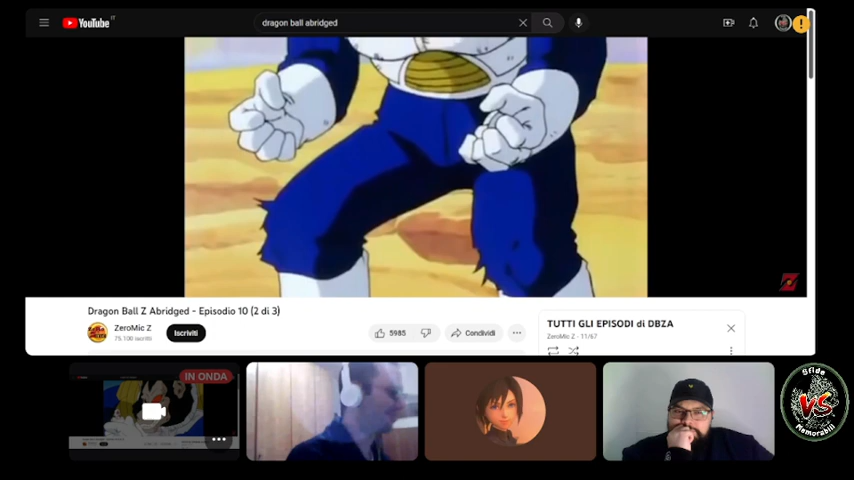 YouTube IT
dragon ball abridged
Dragon Ball Z Abridged - Episodio 10 (2 di 3)
ZeroMic Z
75.100 iscritti
Iscriviti
5985
Condividi
TUTTI GLI EPISODI di DBZA
ZeroMic Z - 11/67
IN ONDA
Sfide
VS
Memorabili